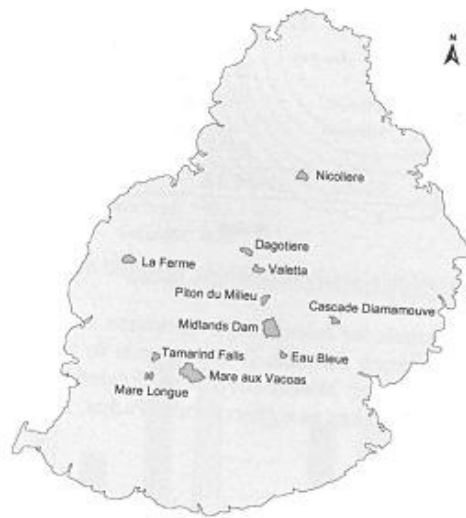 N
Nicoliere
Dagotiere
La Ferme
Valetta
Piton du Milieu
Cascade Diamamouve
Midlands Dam
Tamarind Falls
Eau Bleue
Mare aux Vacoas
Mare Longue